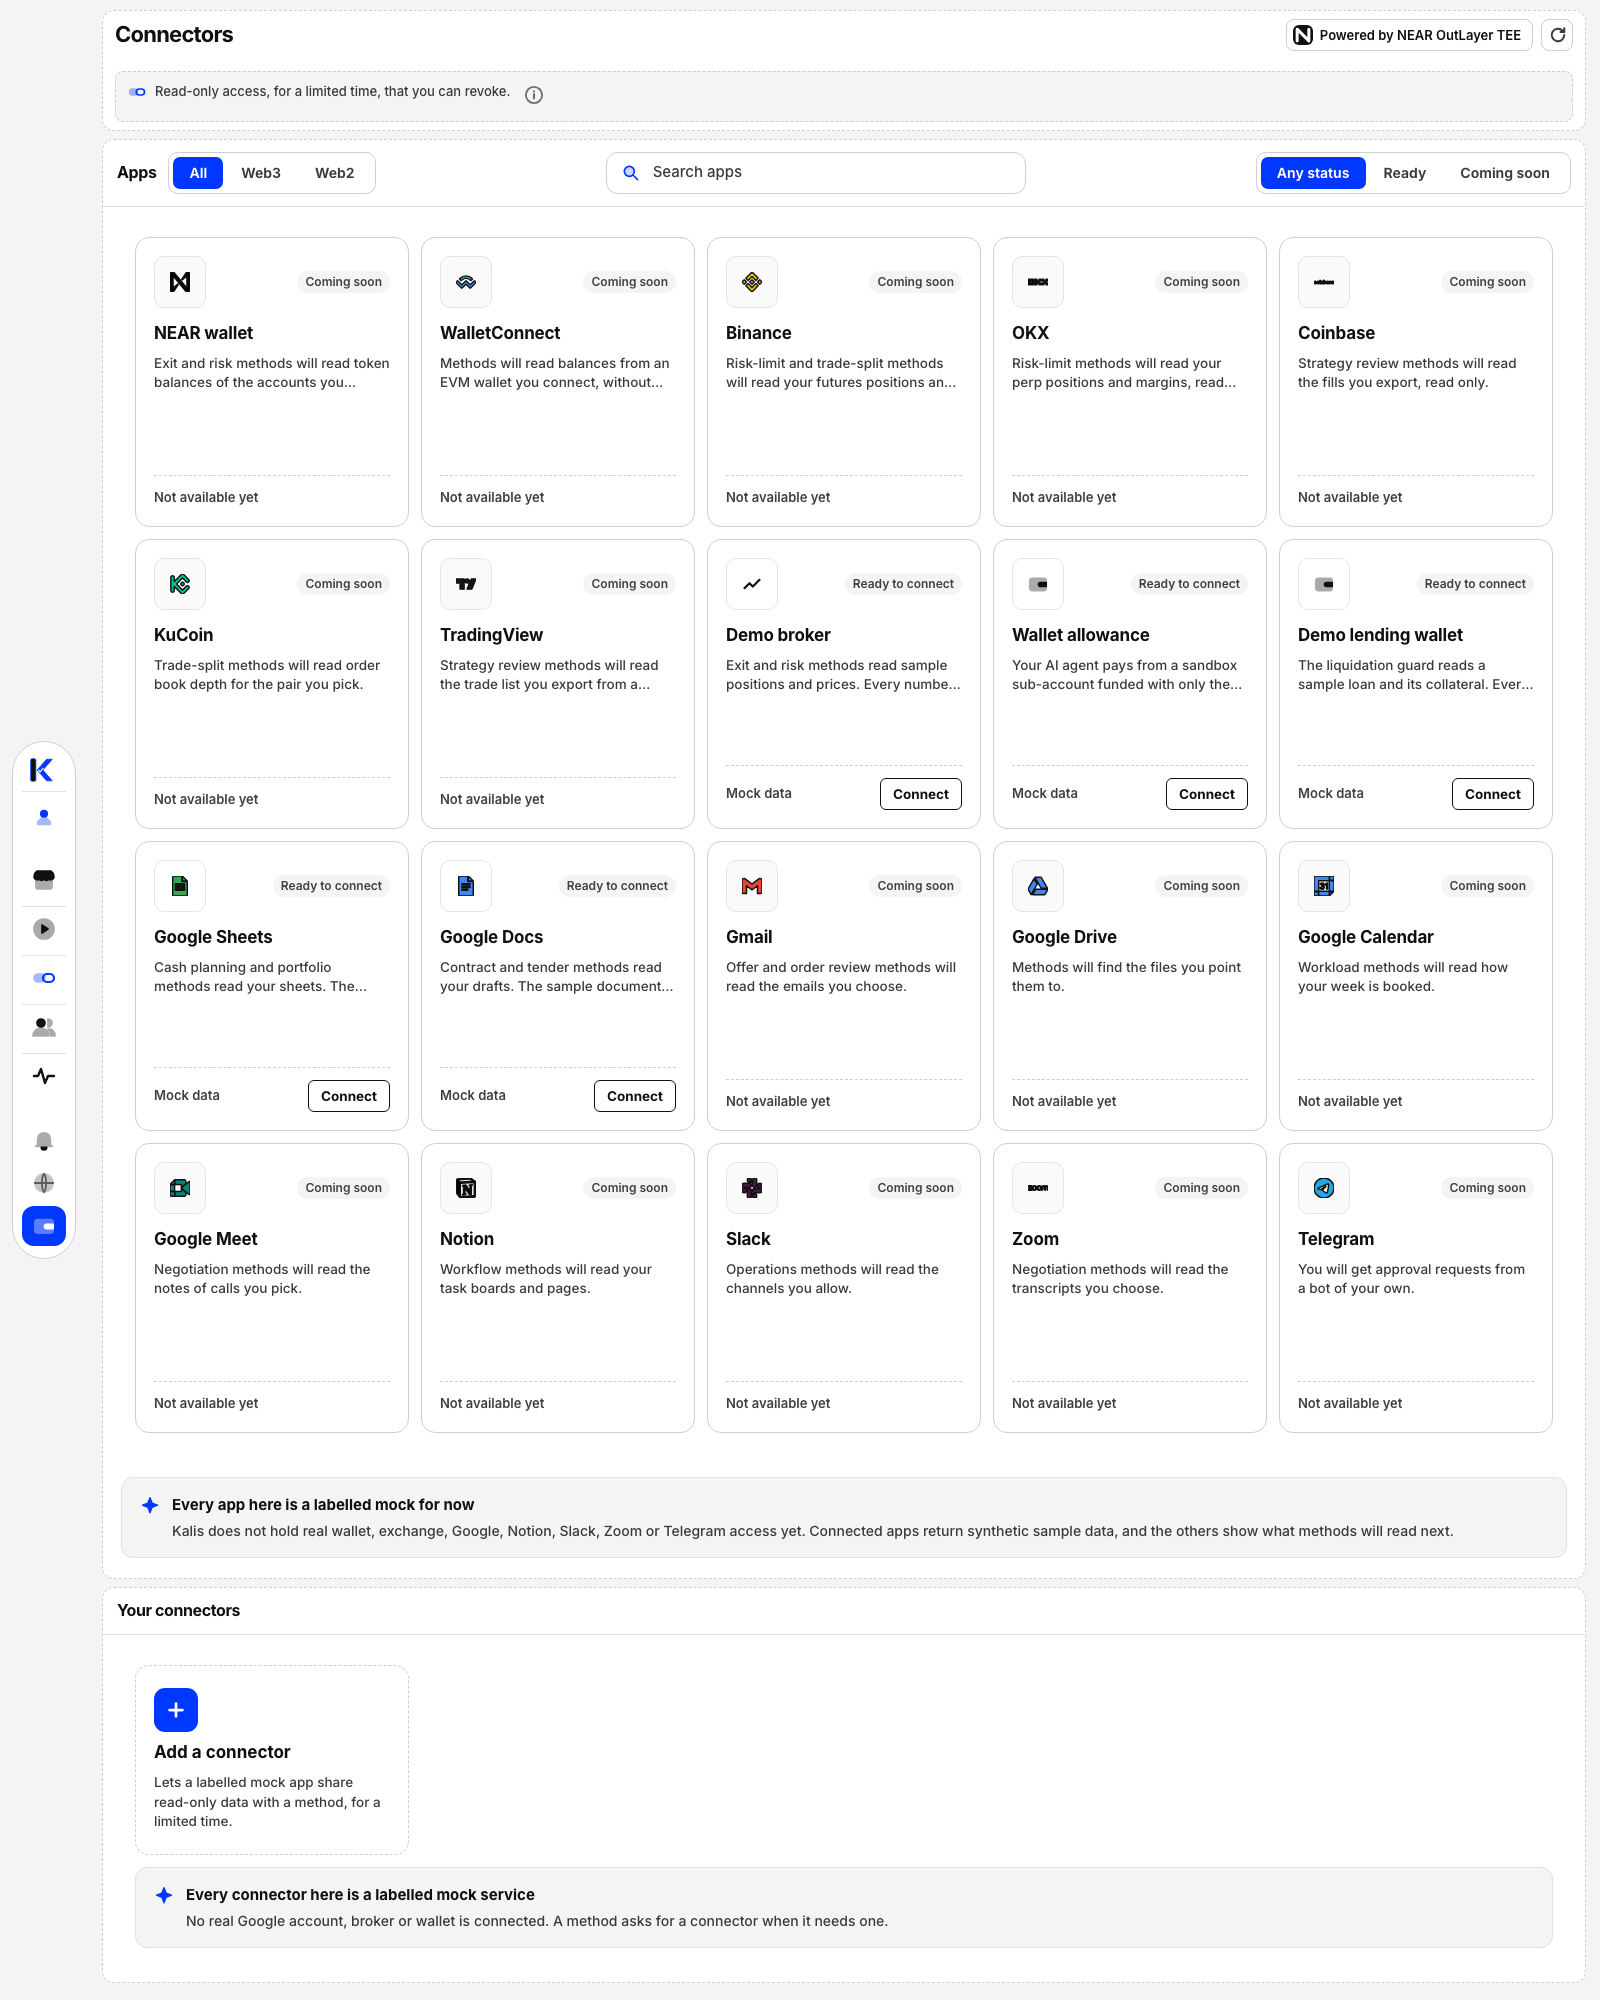 Connectors
Powered by NEAR OutLayer TEE
Read-only access, for a limited time, that you can revoke.
Apps
All
Web3
Web2
Search apps
Any status
Ready
Coming soon
Coming soon
NEAR wallet
Exit and risk methods will read token
balances of the accounts you...
Not available yet
Coming soon
WalletConnect
Methods will read balances from an
EVM wallet you connect, without...
Not available yet
Coming soon
Binance
Risk-limit and trade-split methods
will read your futures positions an...
Not available yet
Coming soon
OKX
Risk-limit methods will read your
perp positions and margins, read...
Not available yet
Coming soon
Coinbase
Strategy review methods will read
the fills you export, read only.
Not available yet
Coming soon
KuCoin
Trade-split methods will read order
book depth for the pair you pick.
Not available yet
Coming soon
TradingView
Strategy review methods will read
the trade list you export from a...
Not available yet
Ready to connect
Demo broker
Exit and risk methods read sample
positions and prices. Every numbe...
Mock data
Connect
Ready to connect
Wallet allowance
Your AI agent pays from a sandbox
sub-account funded with only the...
Mock data
Connect
Ready to connect
Demo lending wallet
The liquidation guard reads a
sample loan and its collateral. Ever...
Mock data
Connect
Ready to connect
Google Sheets
Cash planning and portfolio
methods read your sheets. The...
Mock data
Connect
Ready to connect
Google Docs
Contract and tender methods read
your drafts. The sample document...
Mock data
Connect
Coming soon
Gmail
Offer and order review methods will
read the emails you choose.
Not available yet
Coming soon
Google Drive
Methods will find the files you point
them to.
Not available yet
31
Coming soon
Google Calendar
Workload methods will read how
your week is booked.
Not available yet
Coming soon
Google Meet
Negotiation methods will read the
notes of calls you pick.
Not available yet
Coming soon
Notion
Workflow methods will read your
task boards and pages.
Not available yet
Coming soon
Slack
Operations methods will read the
channels you allow.
Not available yet
zoom
Coming soon
Zoom
Negotiation methods will read the
transcripts you choose.
Not available yet
Coming soon
Telegram
You will get approval requests from
a bot of your own.
Not available yet
Every app here is a labelled mock for now
Kalis does not hold real wallet, exchange, Google, Notion, Slack, Zoom or Telegram access yet. Connected apps return synthetic sample data, and the others show what methods will read next.
Your connectors
Add a connector
Lets a labelled mock app share
read-only data with a method, for a
limited time.
Every connector here is a labelled mock service
No real Google account, broker or wallet is connected. A method asks for a connector when it needs one.